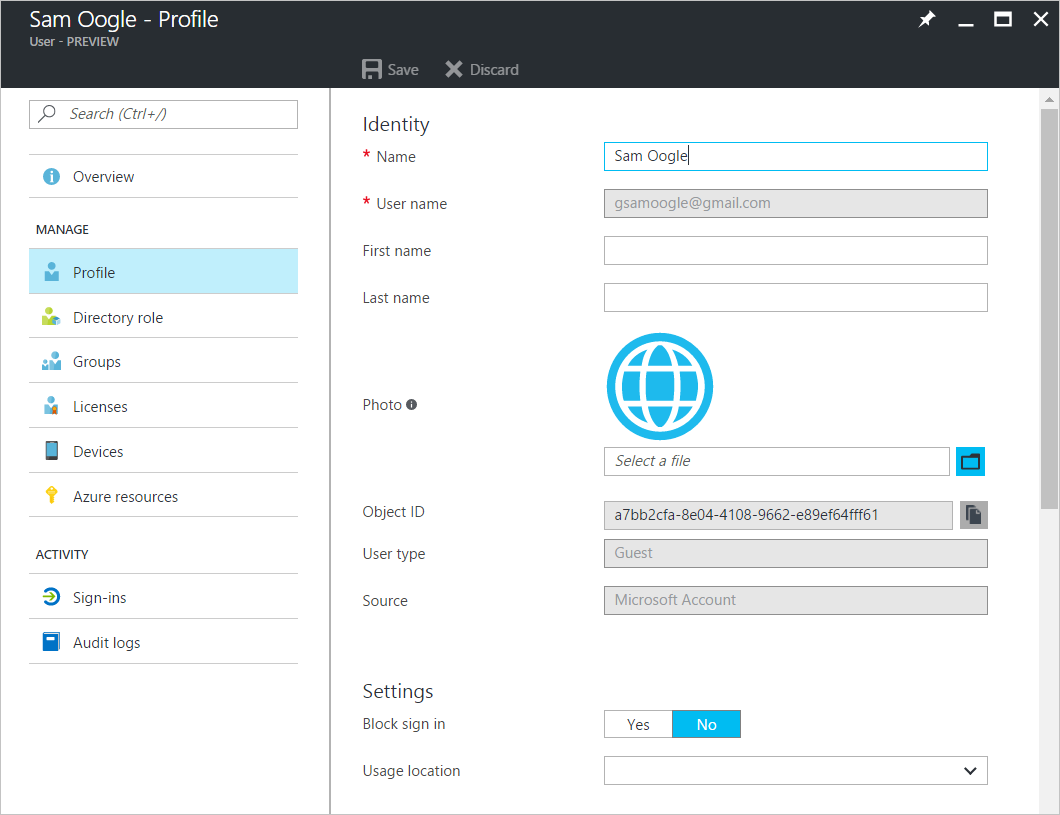 Sam Oogle - Profile
User - PREVIEW
Save Discard
Search (Ctrl+/)
Overview
MANAGE
Profile
Directory role
Groups
Licenses
Devices
Azure resources
ACTIVITY
Sign-ins
Audit logs
Identity
* Name Sam Oogle
* User name gsamoogle@gmail.com
First name
Last name
Photo
Select a file
Object ID a7bb2cfa-8e04-4108-9662-e89ef64fff61
User type Guest
Source Microsoft Account
Settings
Block sign in Yes No
Usage location